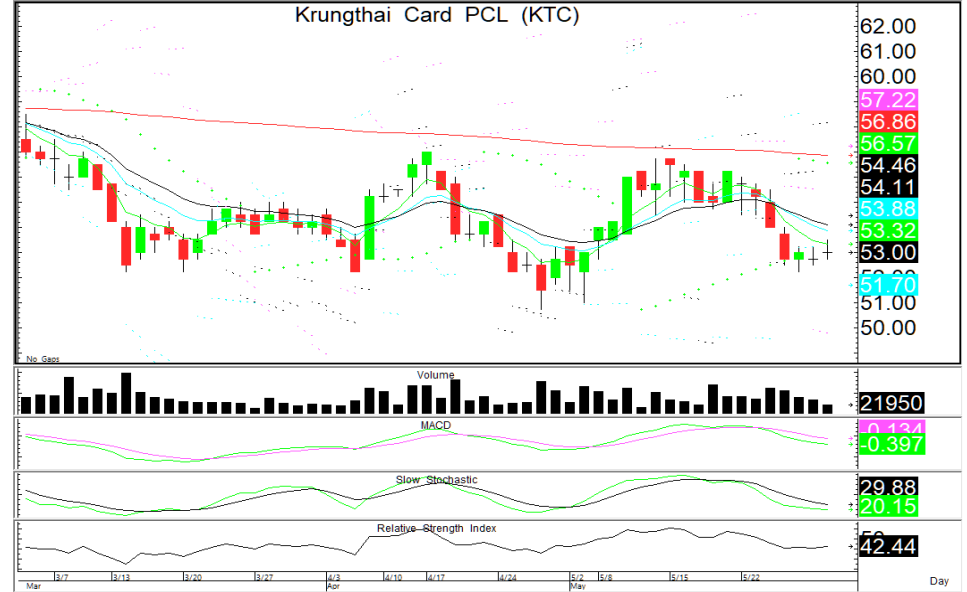 Krungthai Card PCL (KTC)
62.00
61.00
60.00
57.22
56.86
56.57
54.46
54.11
53.88
53.32
53.00
51.70
51.00
50.00
No Gaps
Volume
21950
MACD
-0.134
-0.397
Slow Stochastic
29.88
20.15
Relative Strength Index
42.44
3/7 3/13 3/20 3/27 4/3 4/10 4/17 4/24 5/2 5/8 5/15 5/22
Mar Apr May
Day